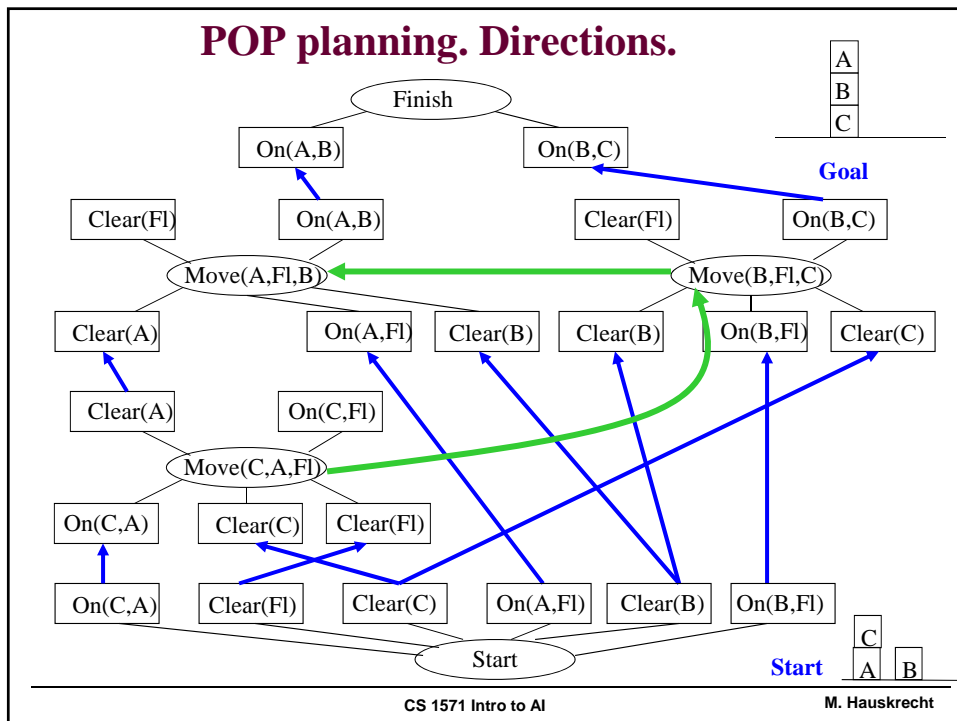 POP planning. Directions.
A
B
C
Finish
On(A,B)
On(B,C)
Goal
Clear(Fl)
On(A,B)
Clear(Fl)
On(B,C)
Move(A,Fl,B)
Move(B,Fl,C)
Clear(A)
On(A,Fl)
Clear(B)
Clear(B)
On(B,Fl)
Clear(C)
Clear(A)
On(C,Fl)
Move(C,A,Fl)
On(C,A)
Clear(C)
Clear(Fl)
On(C,A)
Clear(Fl)
Clear(C)
On(A,Fl)
Clear(B)
On(B,Fl)
Start
Start
C
A B
CS 1571 Intro to AI
M. Hauskrecht